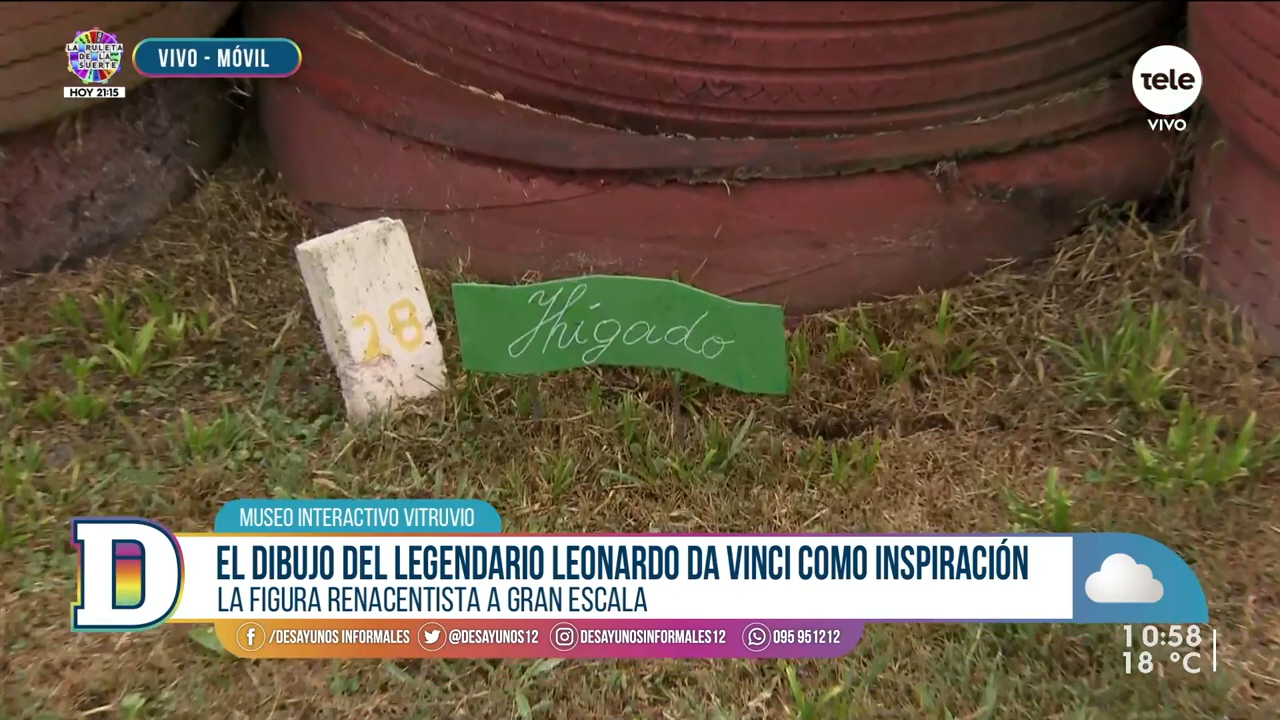 LA RULETA
DE LA
SUERTE
HOY 21:15
VIVO - MÓVIL
tele
VIVO
28
Hígado
MUSEO INTERACTIVO VITRUVIO
D
EL DIBUJO DEL LEGENDARIO LEONARDO DA VINCI COMO INSPIRACIÓN
LA FIGURA RENACENTISTA A GRAN ESCALA
/DESAYUNOS INFORMALES @DESAYUNOS12 DESAYUNOSINFORMALES12 095 951212
10:58
18 °C